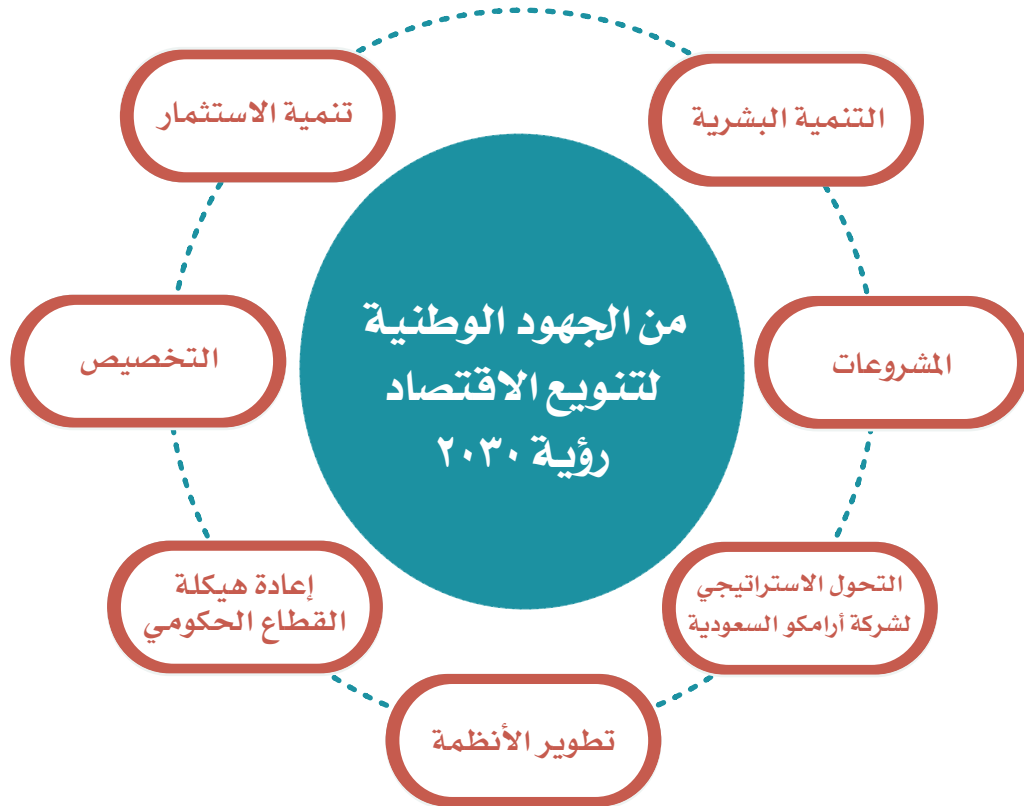 من الجهود الوطنية
لتنويع الاقتصاد
رؤية ٢٠٣٠
التنمية البشرية
المشروعات
التحول الاستراتيجي
لشركة أرامكو السعودية
تطوير الأنظمة
إعادة هيكلة
القطاع الحكومي
التخصيص
تنمية الاستثمار